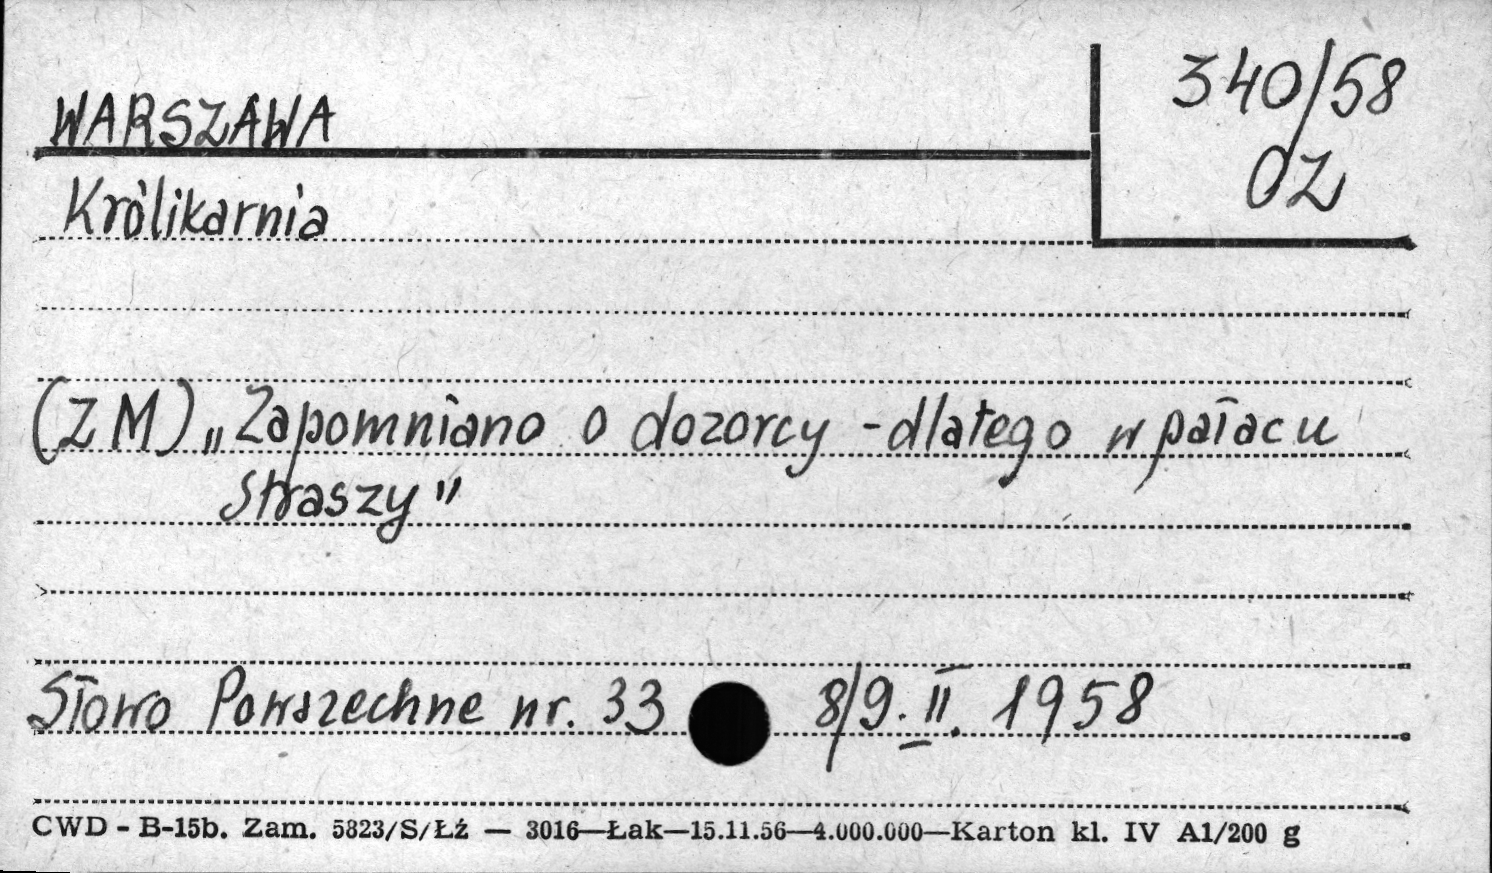 WARSZAWA
340/58
OZ
Królikarnia
(ZM) „Zapomniano o dozorcy - dlatego w pałacu
straszy"
Słowo Powszechne nr. 33 8/9. II. 1958
CWD - B-15b. Zam. 5823/S/Łź — 3016—Łak—15.11.56—4.000.000—Karton kl. IV A1/200 g